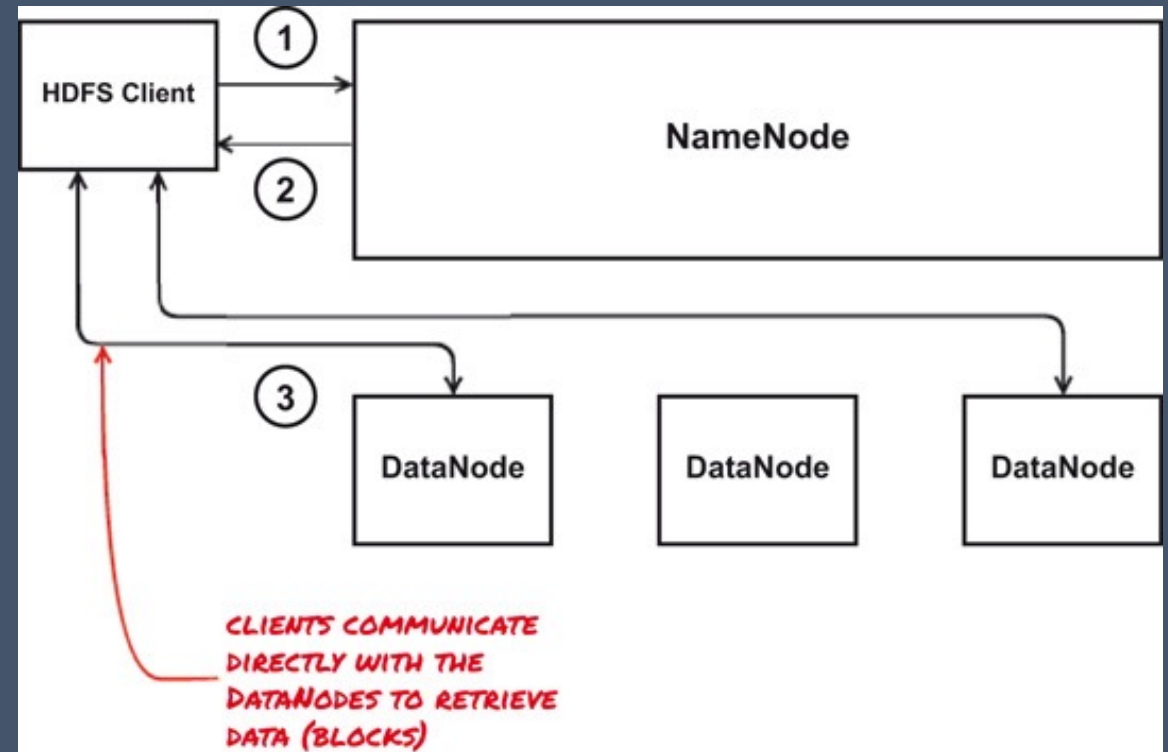 1
HDFS Client
NameNode
2
3
DataNode
DataNode
DataNode
CLIENTS COMMUNICATE
DIRECTLY WITH THE
DATANODES TO RETRIEVE
DATA (BLOCKS)